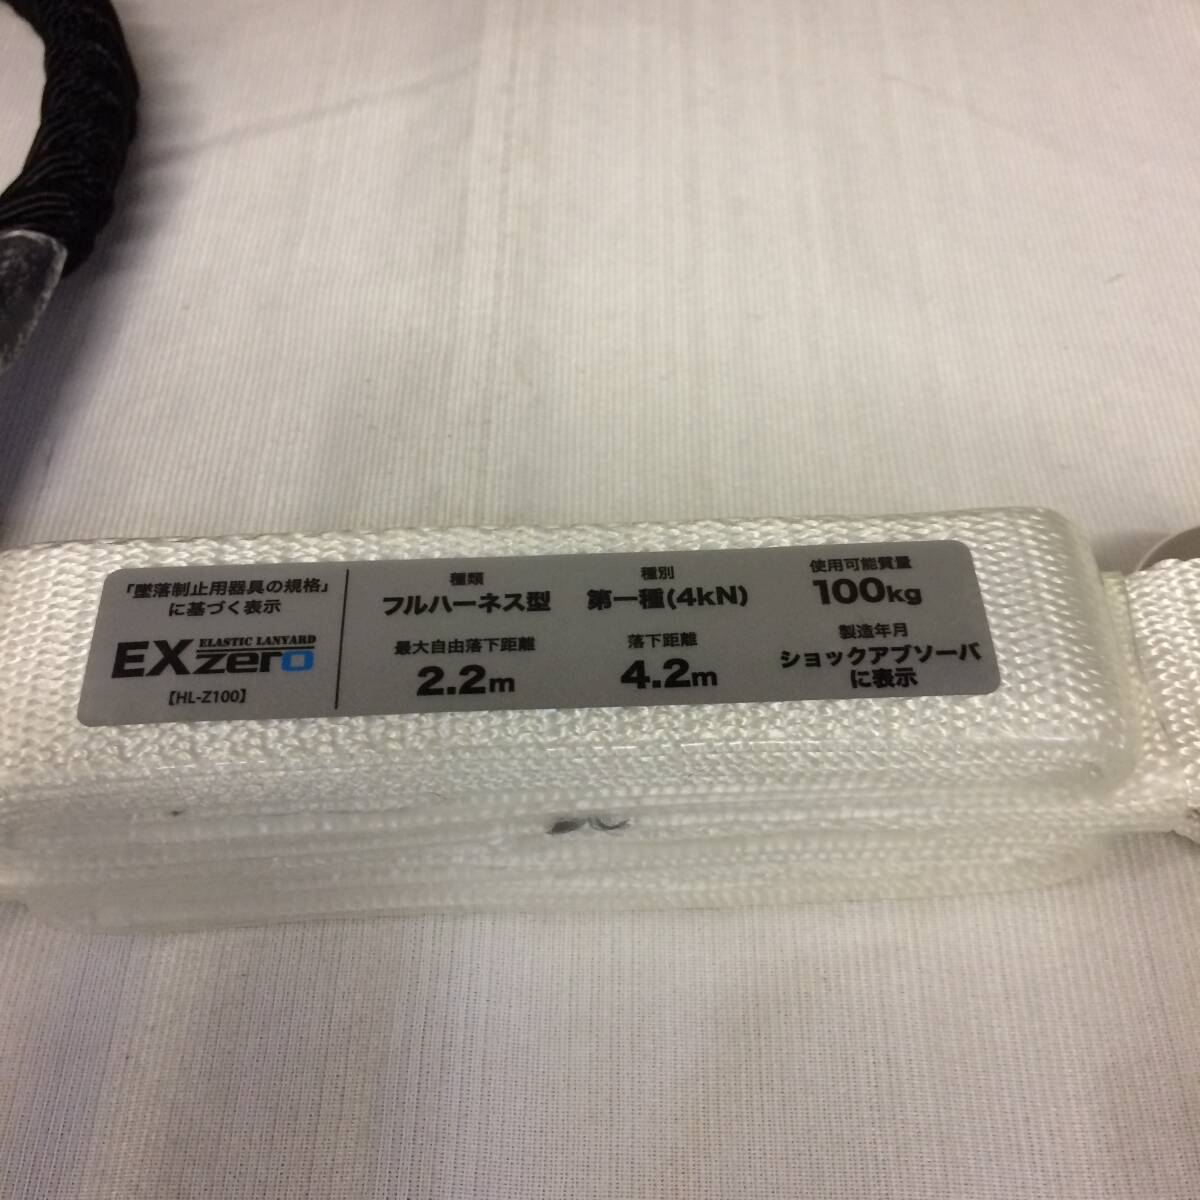 「墜落制止用器具の規格」
に基づく表示
ELASTIC LANYARD
EXzero
【HL-Z100】
種類
フルハーネス型
種別
第一種(4kN)
使用可能質量
100kg
最大自由落下距離
2.2m
落下距離
4.2m
製造年月
ショックアブソーバ
に表示